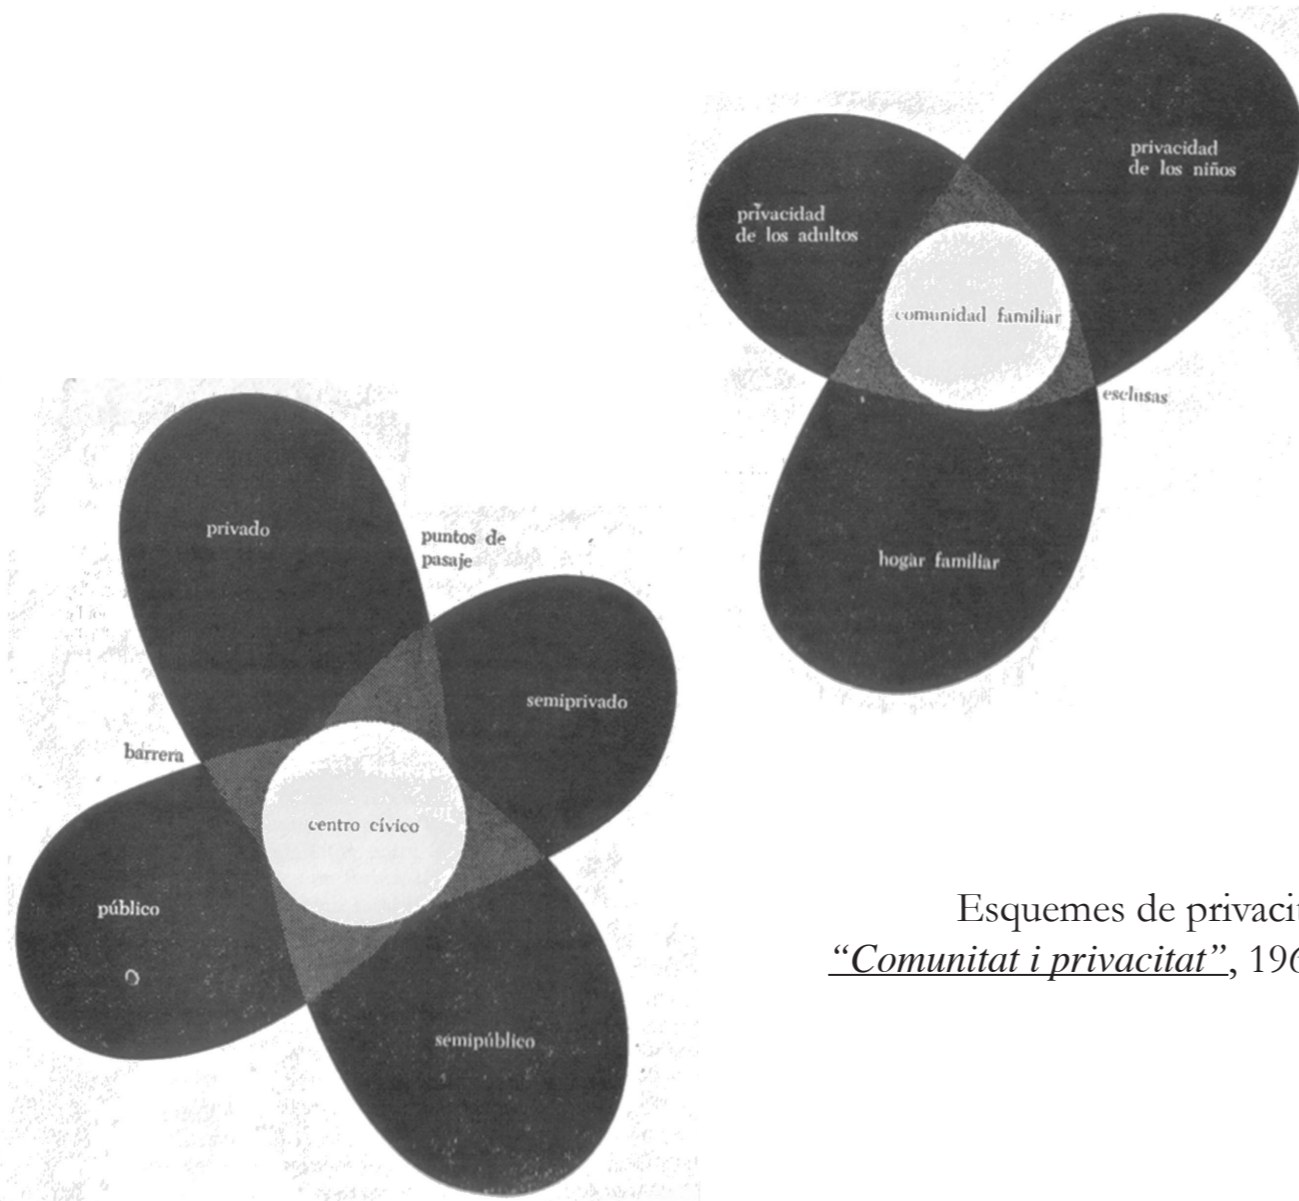 privacidad
de los niños
privacidad
de los adultos
comunidad familiar
esclusas
hogar familiar
privado
puntos de
pasaje
semiprivado
barrera
centro cívico
público
semipúblico
Esquemes de
“Comunitat i privacitat”,